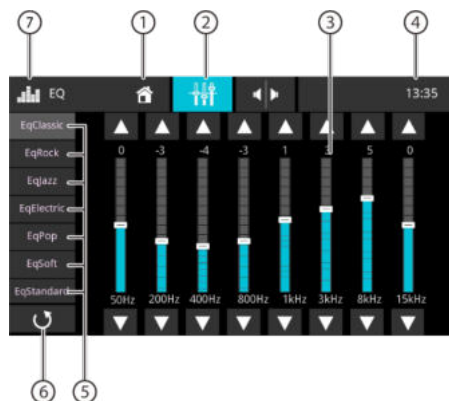 7 1 2 3 4
EQ 13:35
EqClassic
EqRock
EqJazz
EqElectric
EqPop
EqSoft
EqStandard
0 -3 -4 -3 1 3 5 0
50Hz 200Hz 400Hz 800Hz 1kHz 3kHz 8kHz 15kHz
6 5